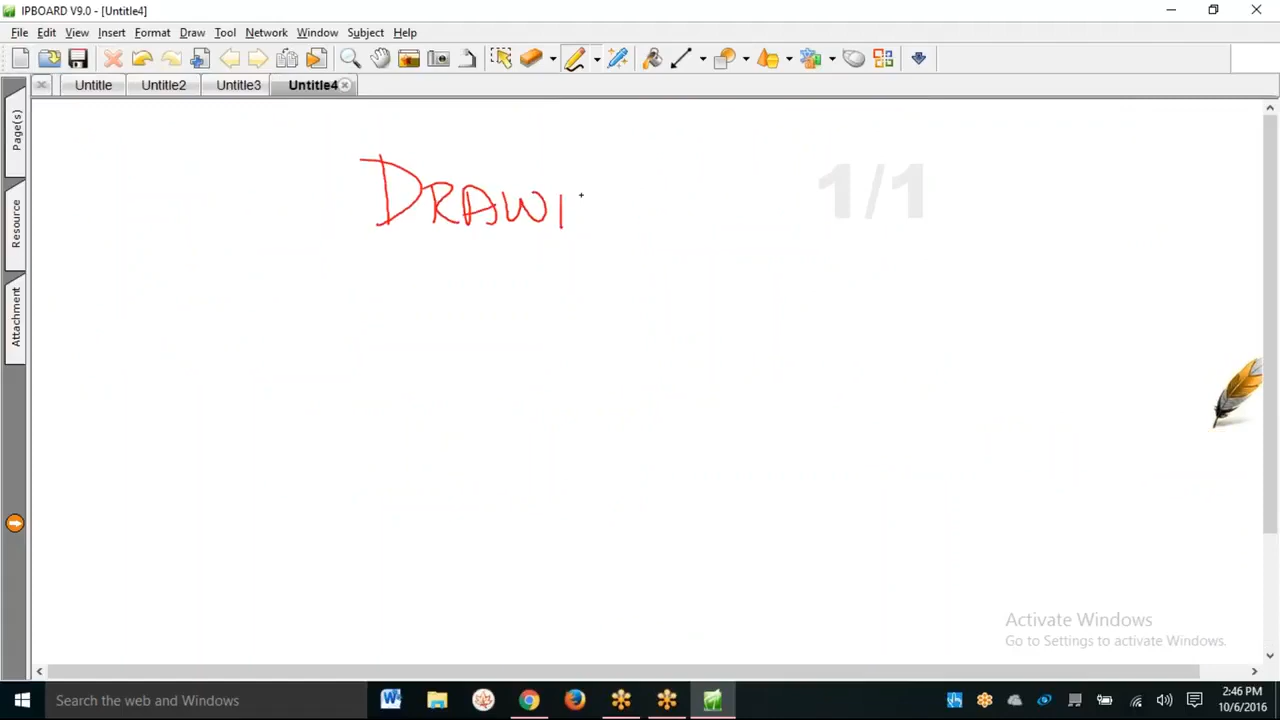 IPBOARD V9.0 - [Untitle4]
File Edit View Insert Format Draw Tool Network Window Subject Help
Untitle Untitle2 Untitle3 Untitle4
Page(s)
Resource
Attachment
DRAWI
1/1
Activate Windows
Go to Settings to activate Windows.
Search the web and Windows
2:46 PM
10/6/2016